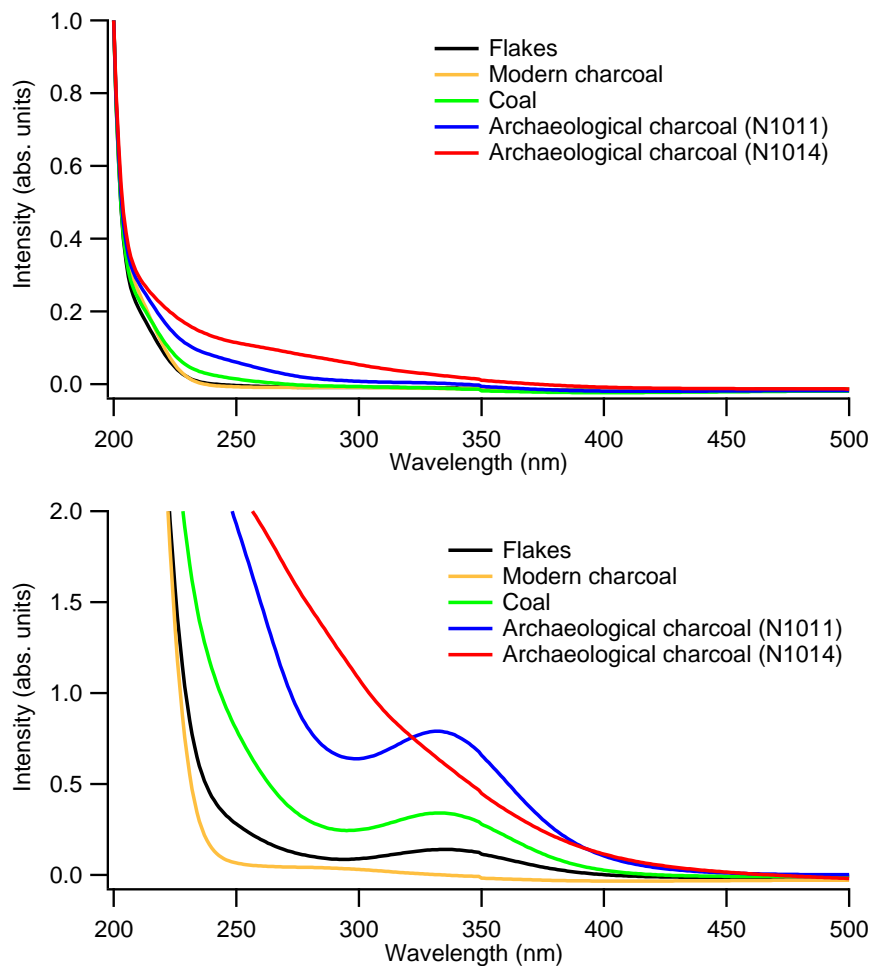 1.0
0.8
0.6
0.4
0.2
0.0
Intensity (abs. units)
Flakes
Modern charcoal
Coal
Archaeological charcoal (N1011)
Archaeological charcoal (N1014)
200 250 300 350 400 450 500
Wavelength (nm)
2.0
1.5
1.0
0.5
0.0
Intensity (abs. units)
Flakes
Modern charcoal
Coal
Archaeological charcoal (N1011)
Archaeological charcoal (N1014)
200 250 300 350 400 450 500
Wavelength (nm)